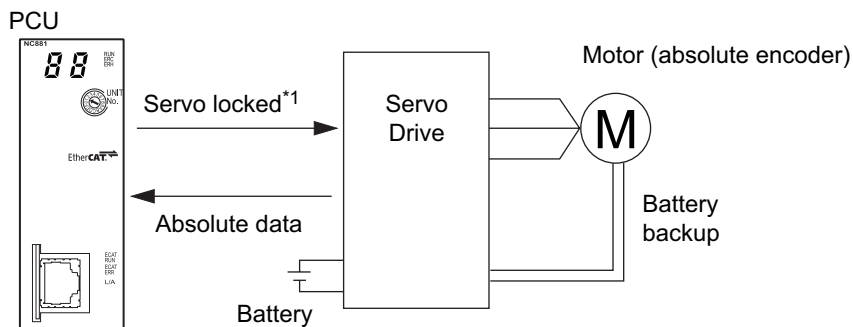 PCU
NC881
88
RUN
ERC
ERH
UNIT
No.
EtherCAT
ECAT
RUN
ECAT
ERR
L/A
Servo locked*1
Absolute data
Battery
Servo
Drive
Motor (absolute encoder)
M
Battery
backup